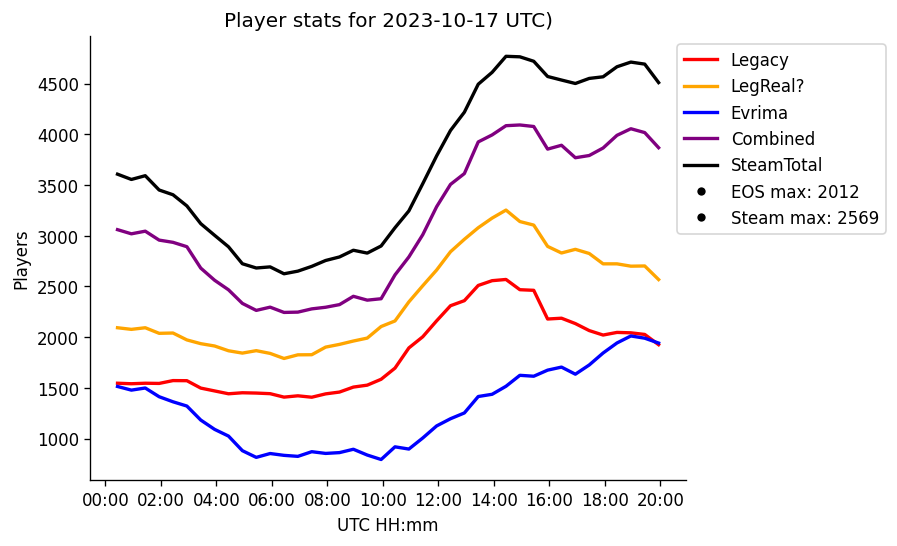 Player stats for 2023-10-17 UTC)
Players
4500
4000
3500
3000
2500
2000
1500
1000
00:00 02:00 04:00 06:00 08:00 10:00 12:00 14:00 16:00 18:00 20:00
UTC HH:mm
Legacy
LegReal?
Evrima
Combined
SteamTotal
EOS max: 2012
Steam max: 2569